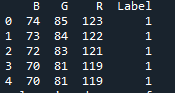 B G R Label
0 74 85 123 1
1 73 84 122 1
2 72 83 121 1
3 70 81 119 1
4 70 81 119 1